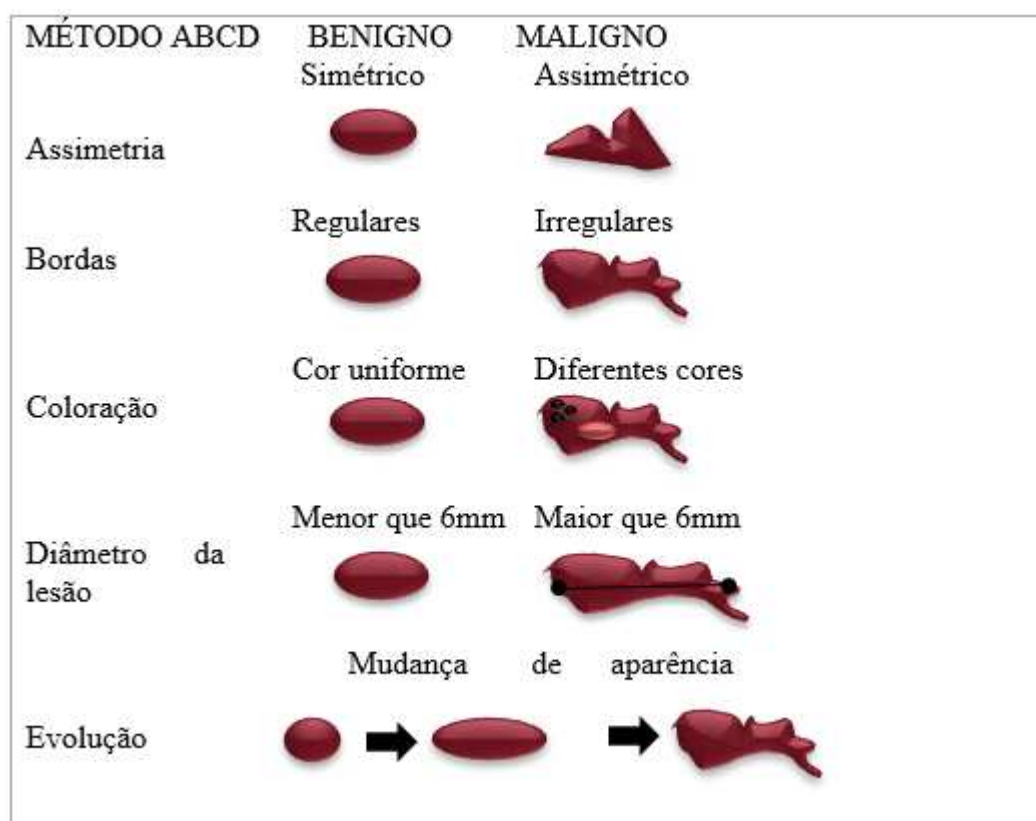 MÉTODO ABCD BENIGNO MALIGNO
Simétrico Assimétrico
Assimetria
Regulares Irregulares
Bordas
Cor uniforme Diferentes cores
Coloração
Menor que 6mm Maior que 6mm
Diâmetro da
lesão
Mudança de aparência
Evolução